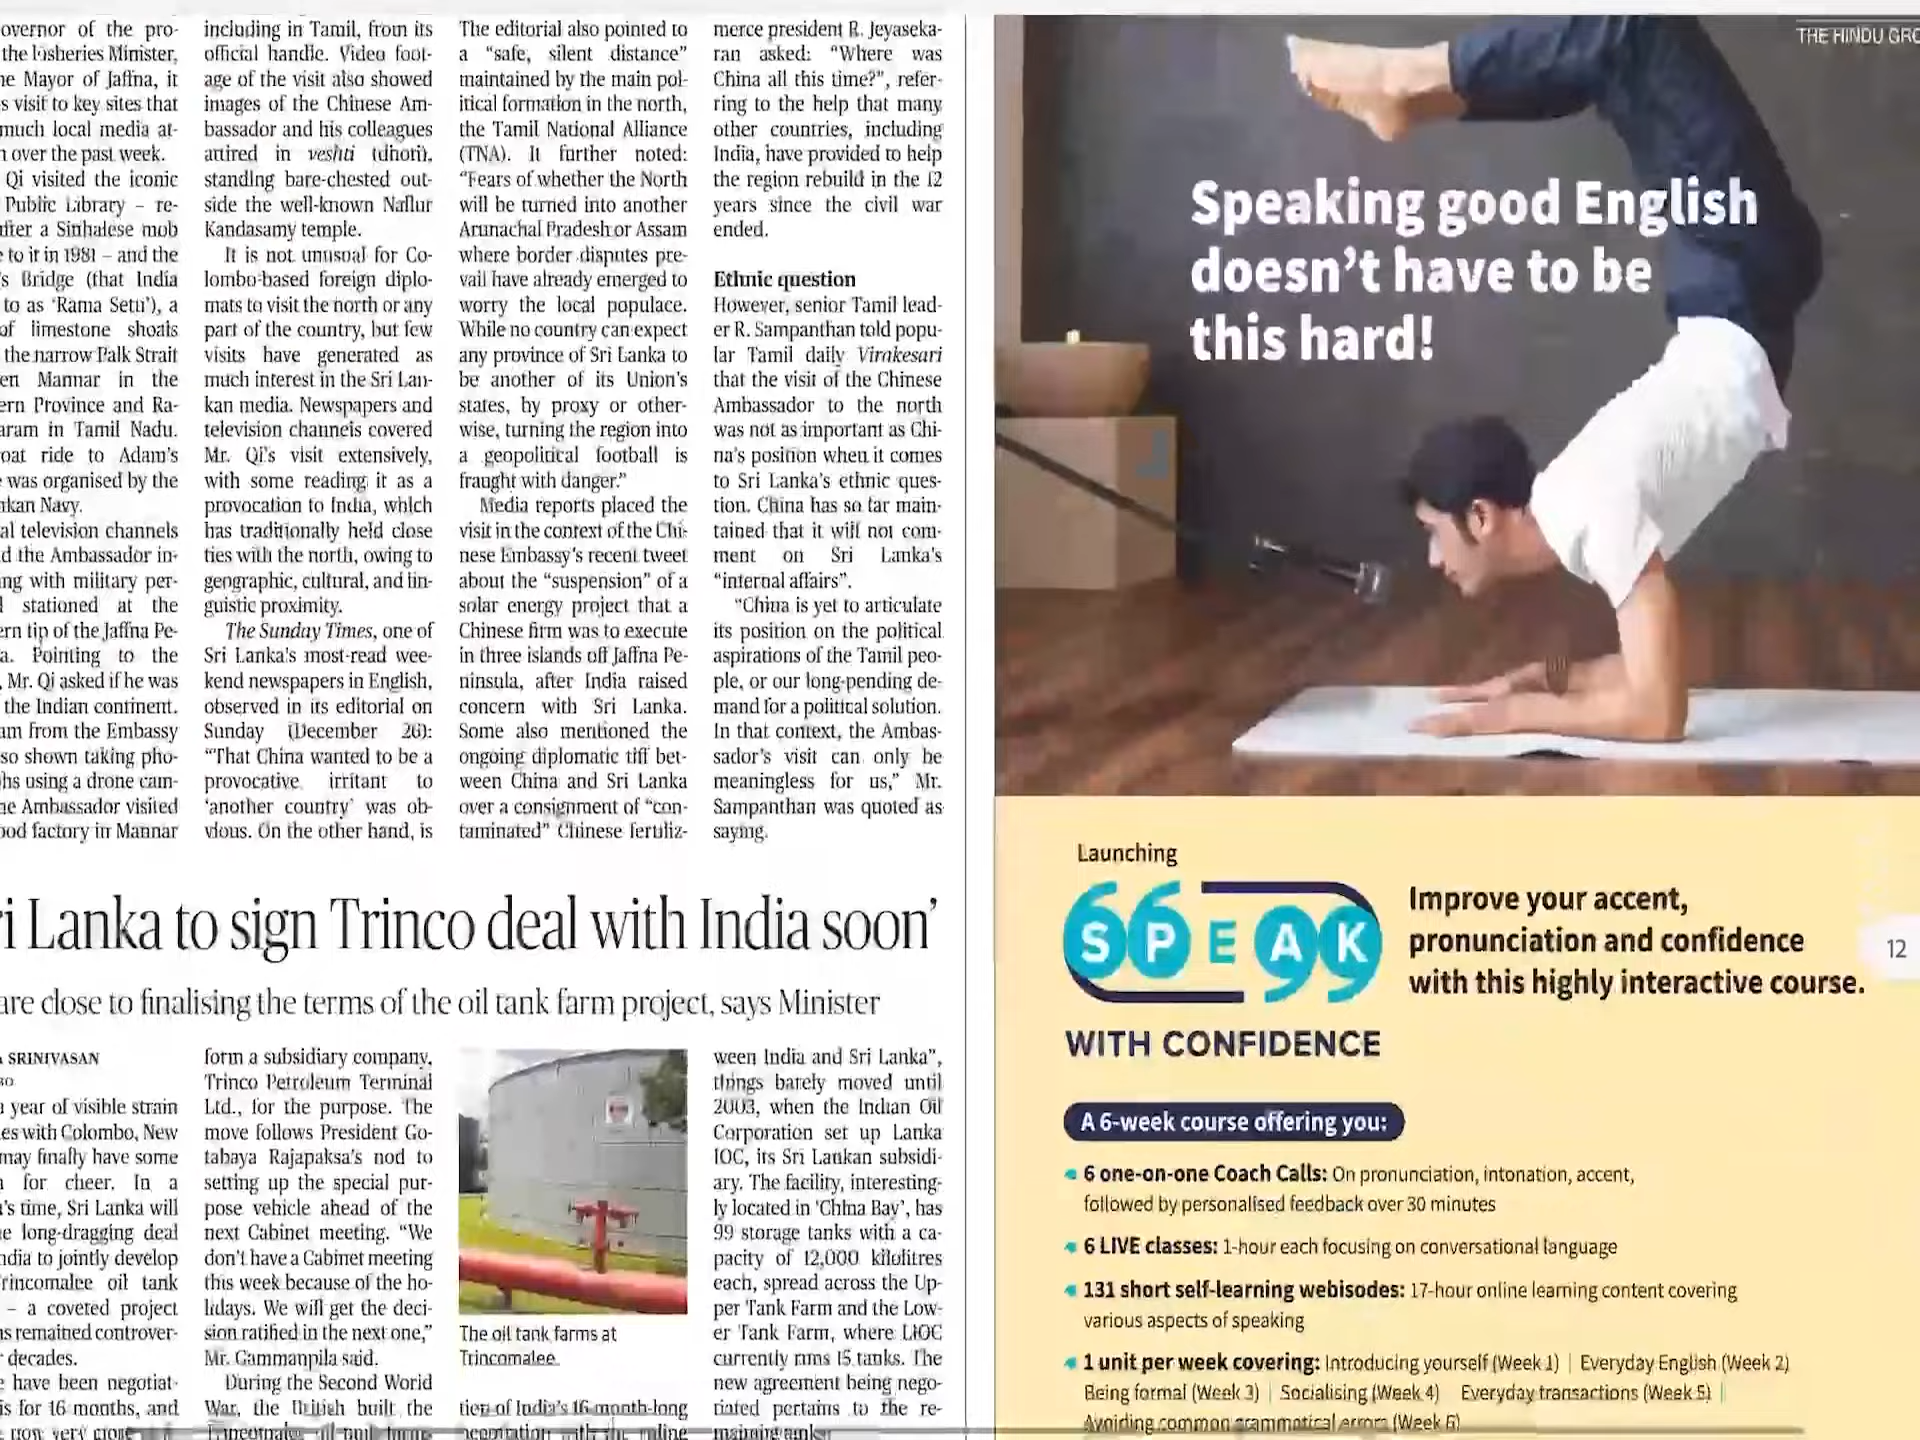 overnor of the pro-
the Fisheries Minister,
he Mayor of Jaffna, it
s visit to key sites that
much local media at-
n over the past week.
Qi visited the iconic
Public Library – re-
after a Sinhalese mob
e to it in 1981 – and the
's Bridge (that India
to as 'Rama Setu'), a
of limestone shoals
the narrow Palk Strait
en Mannar in the
ern Province and Ra-
aram in Tamil Nadu.
oat ride to Adam's
e was organised by the
nkan Navy.
al television channels
d the Ambassador in-
ng with military per-
l stationed at the
ern tip of the Jaffna Pe-
a. Pointing to the
, Mr. Qi asked if he was
the Indian continent.
am from the Embassy
so shown taking pho-
hs using a drone cam-
he Ambassador visited
ood factory in Mannar
including in Tamil, from its
official handle. Video foot-
age of the visit also showed
images of the Chinese Am-
bassador and his colleagues
attired in veshti (dhoti),
standing bare-chested out-
side the well-known Nallur
Kandasamy temple.
It is not unusual for Co-
lombo-based foreign diplo-
mats to visit the north or any
part of the country, but few
visits have generated as
much interest in the Sri Lan-
kan media. Newspapers and
television channels covered
Mr. Qi's visit extensively,
with some reading it as a
provocation to India, which
has traditionally held close
ties with the north, owing to
geographic, cultural, and lin-
guistic proximity.
The Sunday Times, one of
Sri Lanka's most-read wee-
kend newspapers in English,
observed in its editorial on
Sunday (December 26):
"That China wanted to be a
provocative irritant to
'another country' was ob-
vious. On the other hand, is
The editorial also pointed to
a "safe, silent distance"
maintained by the main pol-
itical formation in the north,
the Tamil National Alliance
(TNA). It further noted:
"Fears of whether the North
will be turned into another
Arunachal Pradesh or Assam
where border disputes pre-
vail have already emerged to
worry the local populace.
While no country can expect
any province of Sri Lanka to
be another of its Union's
states, by proxy or other-
wise, turning the region into
a geopolitical football is
fraught with danger."
Media reports placed the
visit in the context of the Chi-
nese Embassy's recent tweet
about the "suspension" of a
solar energy project that a
Chinese firm was to execute
in three islands off Jaffna Pe-
ninsula, after India raised
concern with Sri Lanka.
Some also mentioned the
ongoing diplomatic tiff bet-
ween China and Sri Lanka
over a consignment of "con-
taminated" Chinese fertiliz-
merce president R. Jeyaseka-
ran asked: "Where was
China all this time?", refer-
ring to the help that many
other countries, including
India, have provided to help
the region rebuild in the 12
years since the civil war
ended.
Ethnic question
However, senior Tamil lead-
er R. Sampanthan told popu-
lar Tamil daily Virakesari
that the visit of the Chinese
Ambassador to the north
was not as important as Chi-
na's position when it comes
to Sri Lanka's ethnic ques-
tion. China has so far main-
tained that it will not com-
ment on Sri Lanka's
"internal affairs".
"China is yet to articulate
its position on the political
aspirations of the Tamil peo-
ple, or our long-pending de-
mand for a political solution.
In that context, the Ambas-
sador's visit can only be
meaningless for us," Mr.
Sampanthan was quoted as
saying.
ri Lanka to sign Trinco deal with India soon'
are close to finalising the terms of the oil tank farm project, says Minister
SRINIVASAN
a year of visible strain
es with Colombo, New
may finally have some
n for cheer. In a
's time, Sri Lanka will
e long-dragging deal
ndia to jointly develop
rincomalee oil tank
– a coveted project
as remained controver-
r decades.
e have been negotiat-
is for 16 months, and
now very close
form a subsidiary company,
Trinco Petroleum Terminal
Ltd., for the purpose. The
move follows President Go-
tabaya Rajapaksa's nod to
setting up the special pur-
pose vehicle ahead of the
next Cabinet meeting. "We
don't have a Cabinet meeting
this week because of the ho-
lidays. We will get the deci-
sion ratified in the next one,"
Mr. Gammanpila said.
During the Second World
War, the British built the
The oil tank farms at
Trincomalee.
tion of India's 16-month-long
negotiation with the ruling
ween India and Sri Lanka",
things barely moved until
2003, when the Indian Oil
Corporation set up Lanka
IOC, its Sri Lankan subsidi-
ary. The facility, interesting-
ly located in 'China Bay', has
99 storage tanks with a ca-
pacity of 12,000 kilolitres
each, spread across the Up-
per Tank Farm and the Low-
er Tank Farm, where LIOC
currently runs 15 tanks. The
new agreement being nego-
tiated pertains to the re-
maining tanks
THE HINDU GRO
Speaking good English
doesn't have to be
this hard!
Launching
SPEAK
WITH CONFIDENCE
Improve your accent,
pronunciation and confidence
with this highly interactive course.
12
A 6-week course offering you:
6 one-on-one Coach Calls: On pronunciation, intonation, accent,
followed by personalised feedback over 30 minutes
6 LIVE classes: 1-hour each focusing on conversational language
131 short self-learning webisodes: 17-hour online learning content covering
various aspects of speaking
1 unit per week covering: Introducing yourself (Week 1) | Everyday English (Week 2)
Being formal (Week 3) | Socialising (Week 4) Everyday transactions (Week 5) |
Avoiding common grammatical errors (Week 6)